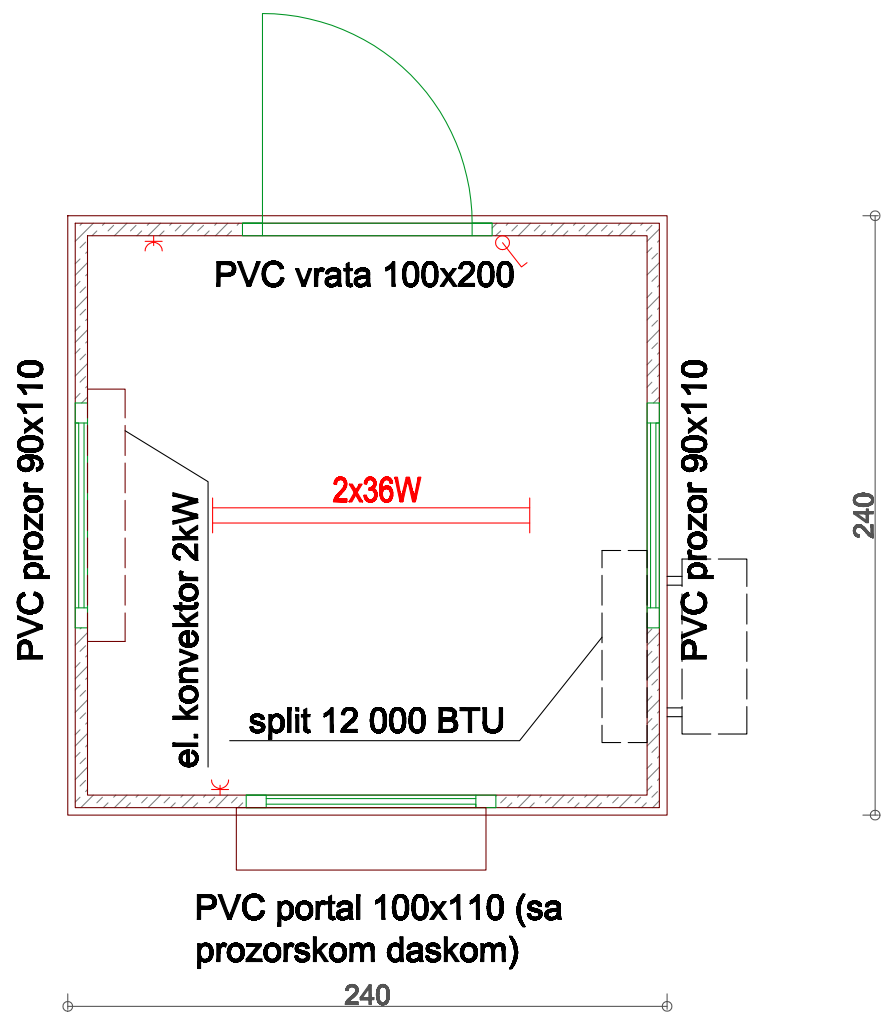 PVC vrata 100x200
PVC prozor 90x110
PVC prozor 90x110
2x36W
240
el. konvektor 2kW
split 12 000 BTU
PVC portal 100x110 (sa
prozorskom daskom)
240